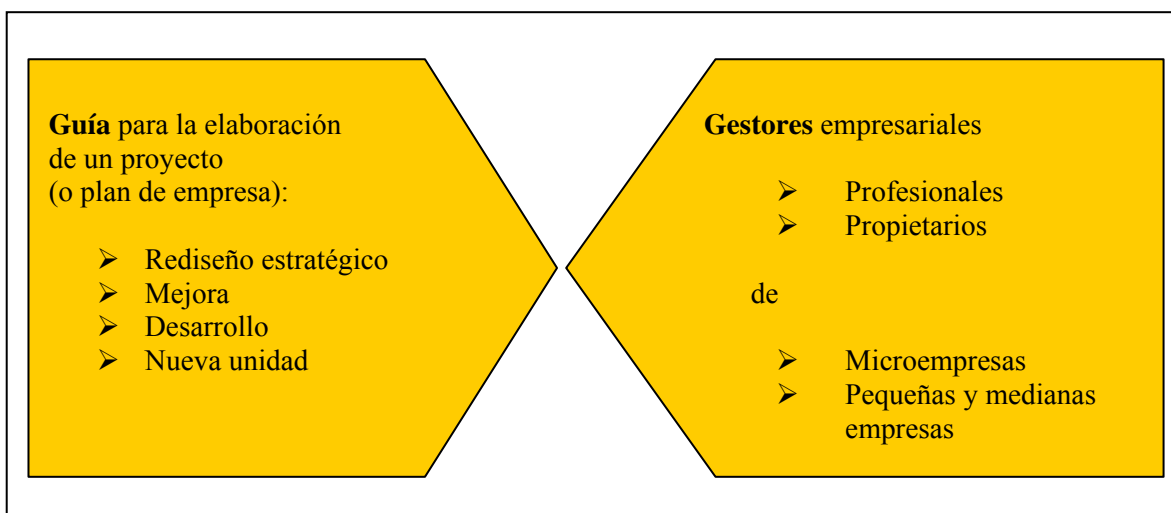 Guía para la elaboración
de un proyecto
(o plan de empresa):
➢ Rediseño estratégico
➢ Mejora
➢ Desarrollo
➢ Nueva unidad
Gestores empresariales
➢ Profesionales
➢ Propietarios
de
➢ Microempresas
➢ Pequeñas y medianas
empresas